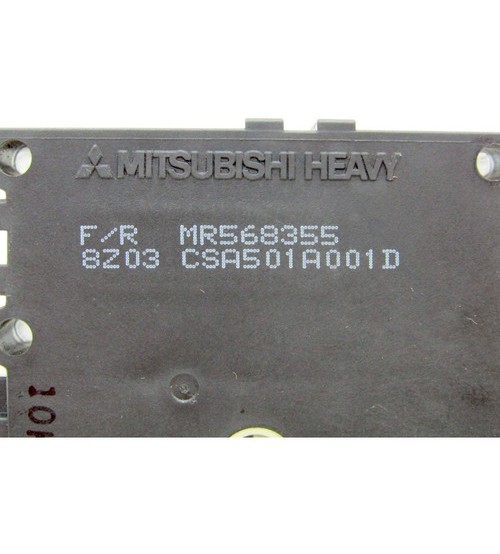 MITSUBISHI HEAVY
F/R MR568355
8Z03 CSA501A001D